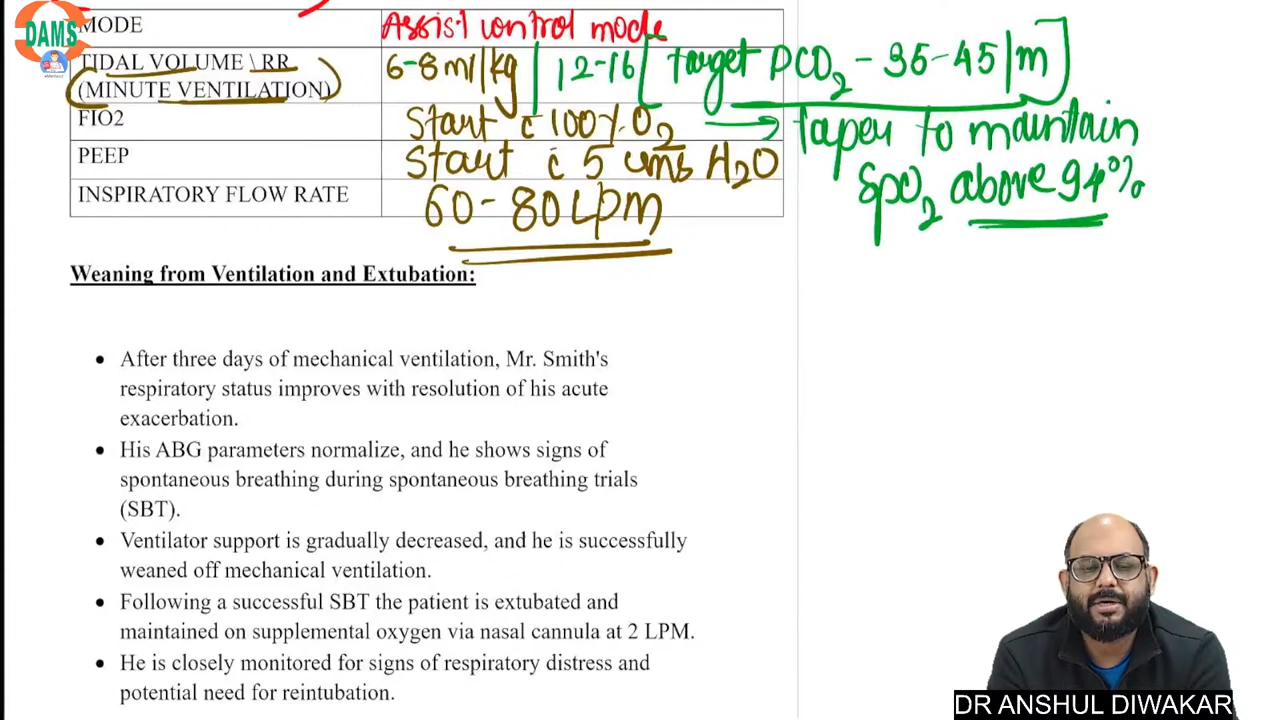 DAMS
MODE Assist control mode
TIDAL VOLUME \ RR 6-8 ml/kg | 12-16 [ target PCO2 - 35-45/m ]
(MINUTE VENTILATION)
FIO2 Start c 100% O2 → taper to maintain
SpO2 above 94%
PEEP Start c 5 cms H2O
INSPIRATORY FLOW RATE 60-80 LPM
Weaning from Ventilation and Extubation:
• After three days of mechanical ventilation, Mr. Smith's
respiratory status improves with resolution of his acute
exacerbation.
• His ABG parameters normalize, and he shows signs of
spontaneous breathing during spontaneous breathing trials
(SBT).
• Ventilator support is gradually decreased, and he is successfully
weaned off mechanical ventilation.
• Following a successful SBT the patient is extubated and
maintained on supplemental oxygen via nasal cannula at 2 LPM.
• He is closely monitored for signs of respiratory distress and
potential need for reintubation.
DR ANSHUL DIWAKAR